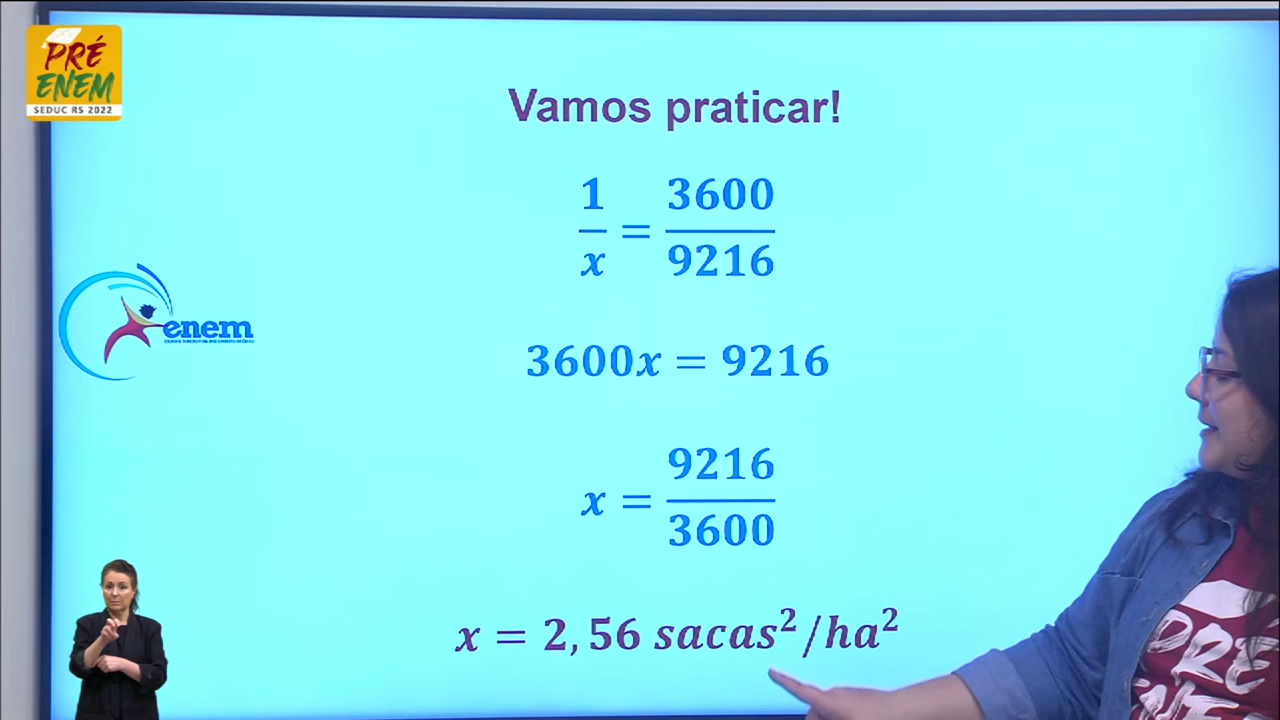 PRÉ
ENEM
SEDUC RS 2022
Vamos praticar!
1/x = 3600/9216
enem
3600x = 9216
x = 9216/3600
x = 2,56 sacas²/ha²
PRÉ